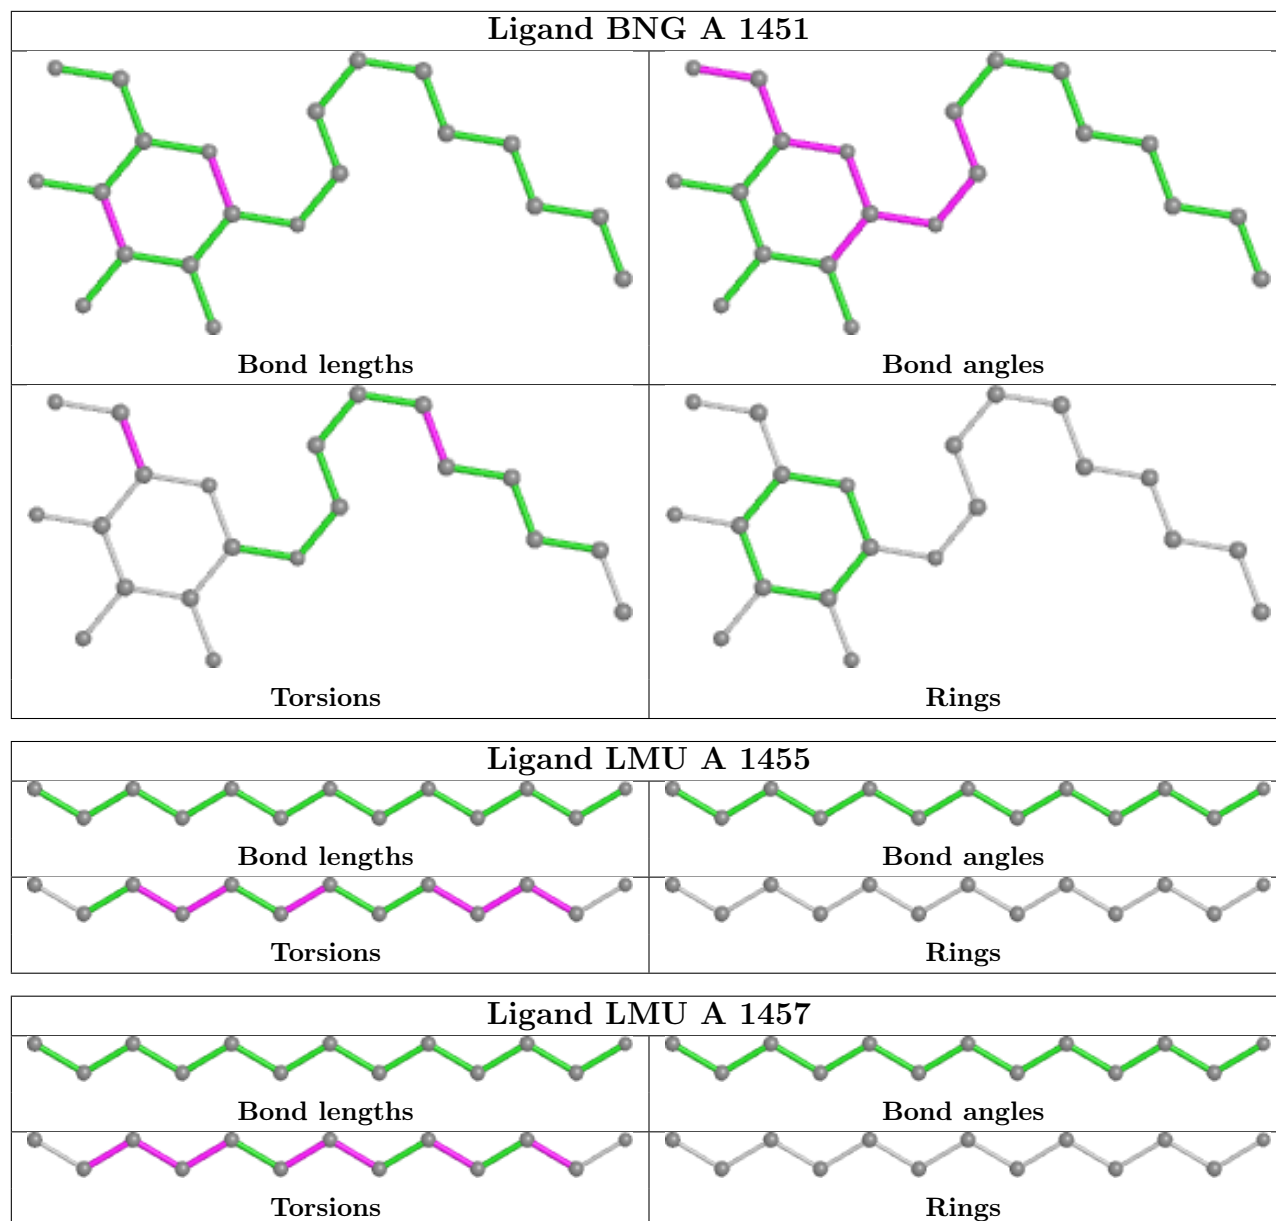 Ligand BNG A 1451
Bond lengths
Bond angles
Torsions
Rings
Ligand LMU A 1455
Bond lengths
Bond angles
Torsions
Rings
Ligand LMU A 1457
Bond lengths
Bond angles
Torsions
Rings